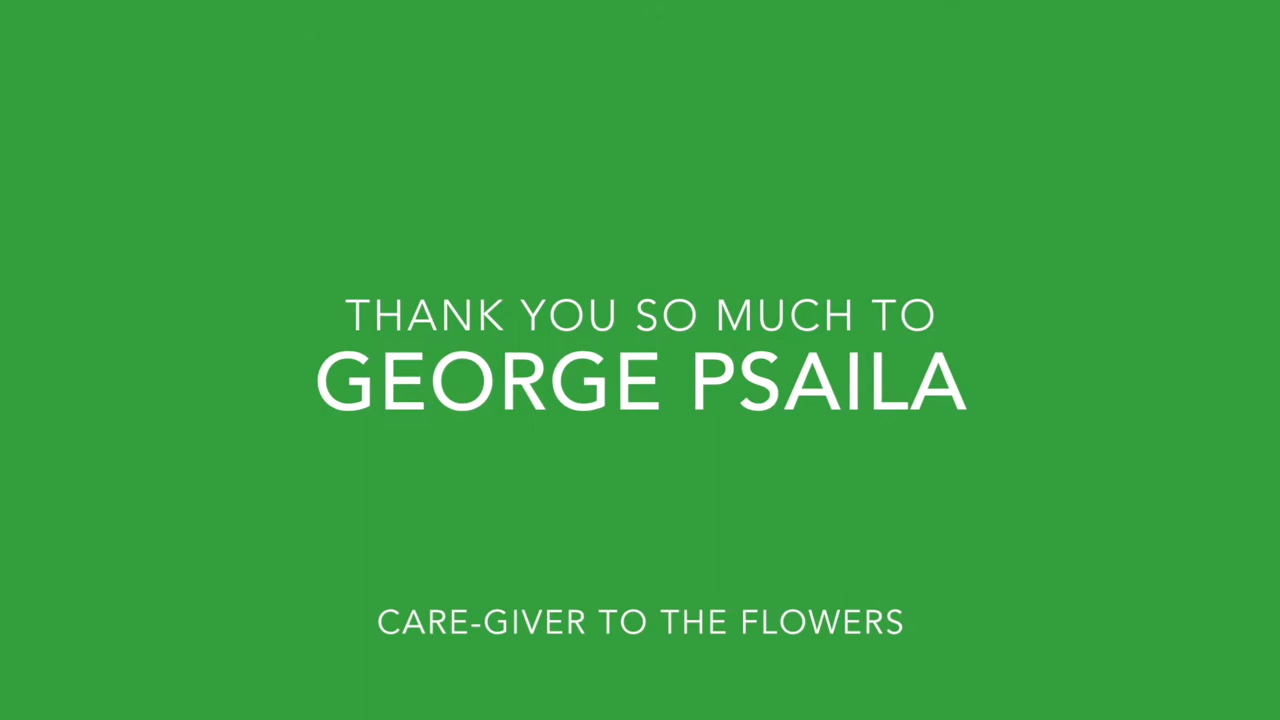 THANK YOU SO MUCH TO
GEORGE PSAILA
CARE-GIVER TO THE FLOWERS